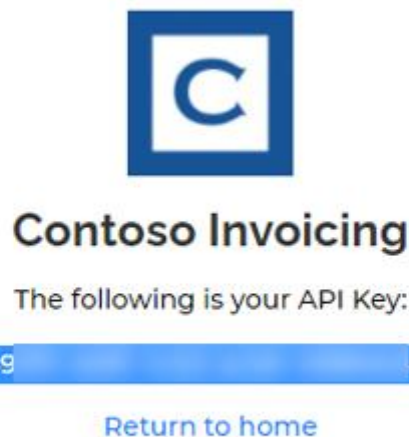 C
Contoso Invoicing
The following is your API Key:
g
Return to home